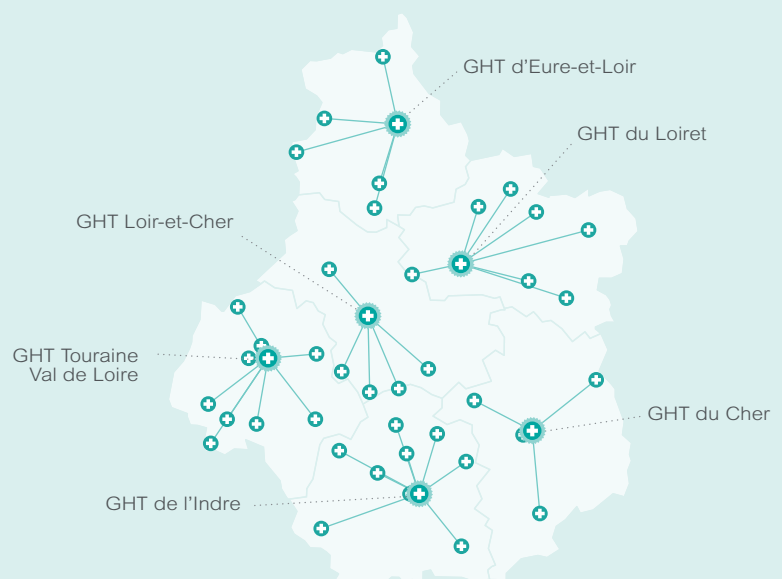 GHT d'Eure-et-Loir
GHT du Loiret
GHT Loir-et-Cher
GHT Touraine
Val de Loire
GHT du Cher
GHT de l'Indre